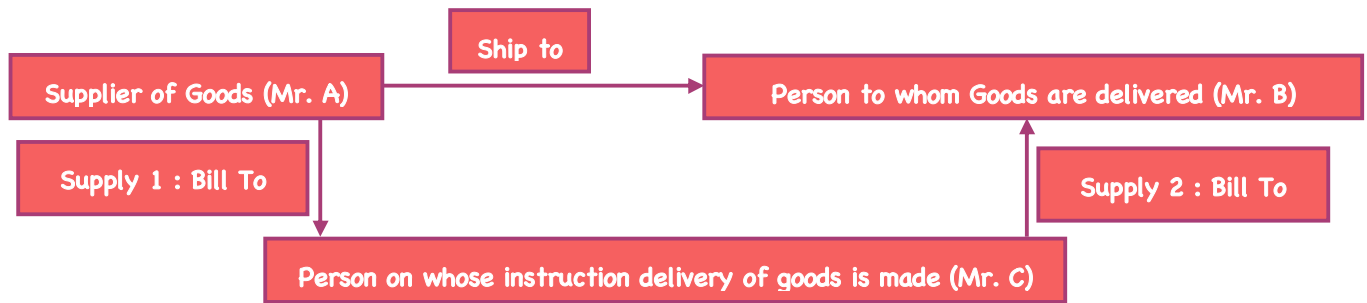 Ship to
Supplier of Goods (Mr. A)
Person to whom Goods are delivered (Mr. B)
Supply 1 : Bill To
Supply 2 : Bill To
Person on whose instruction delivery of goods is made (Mr. C)